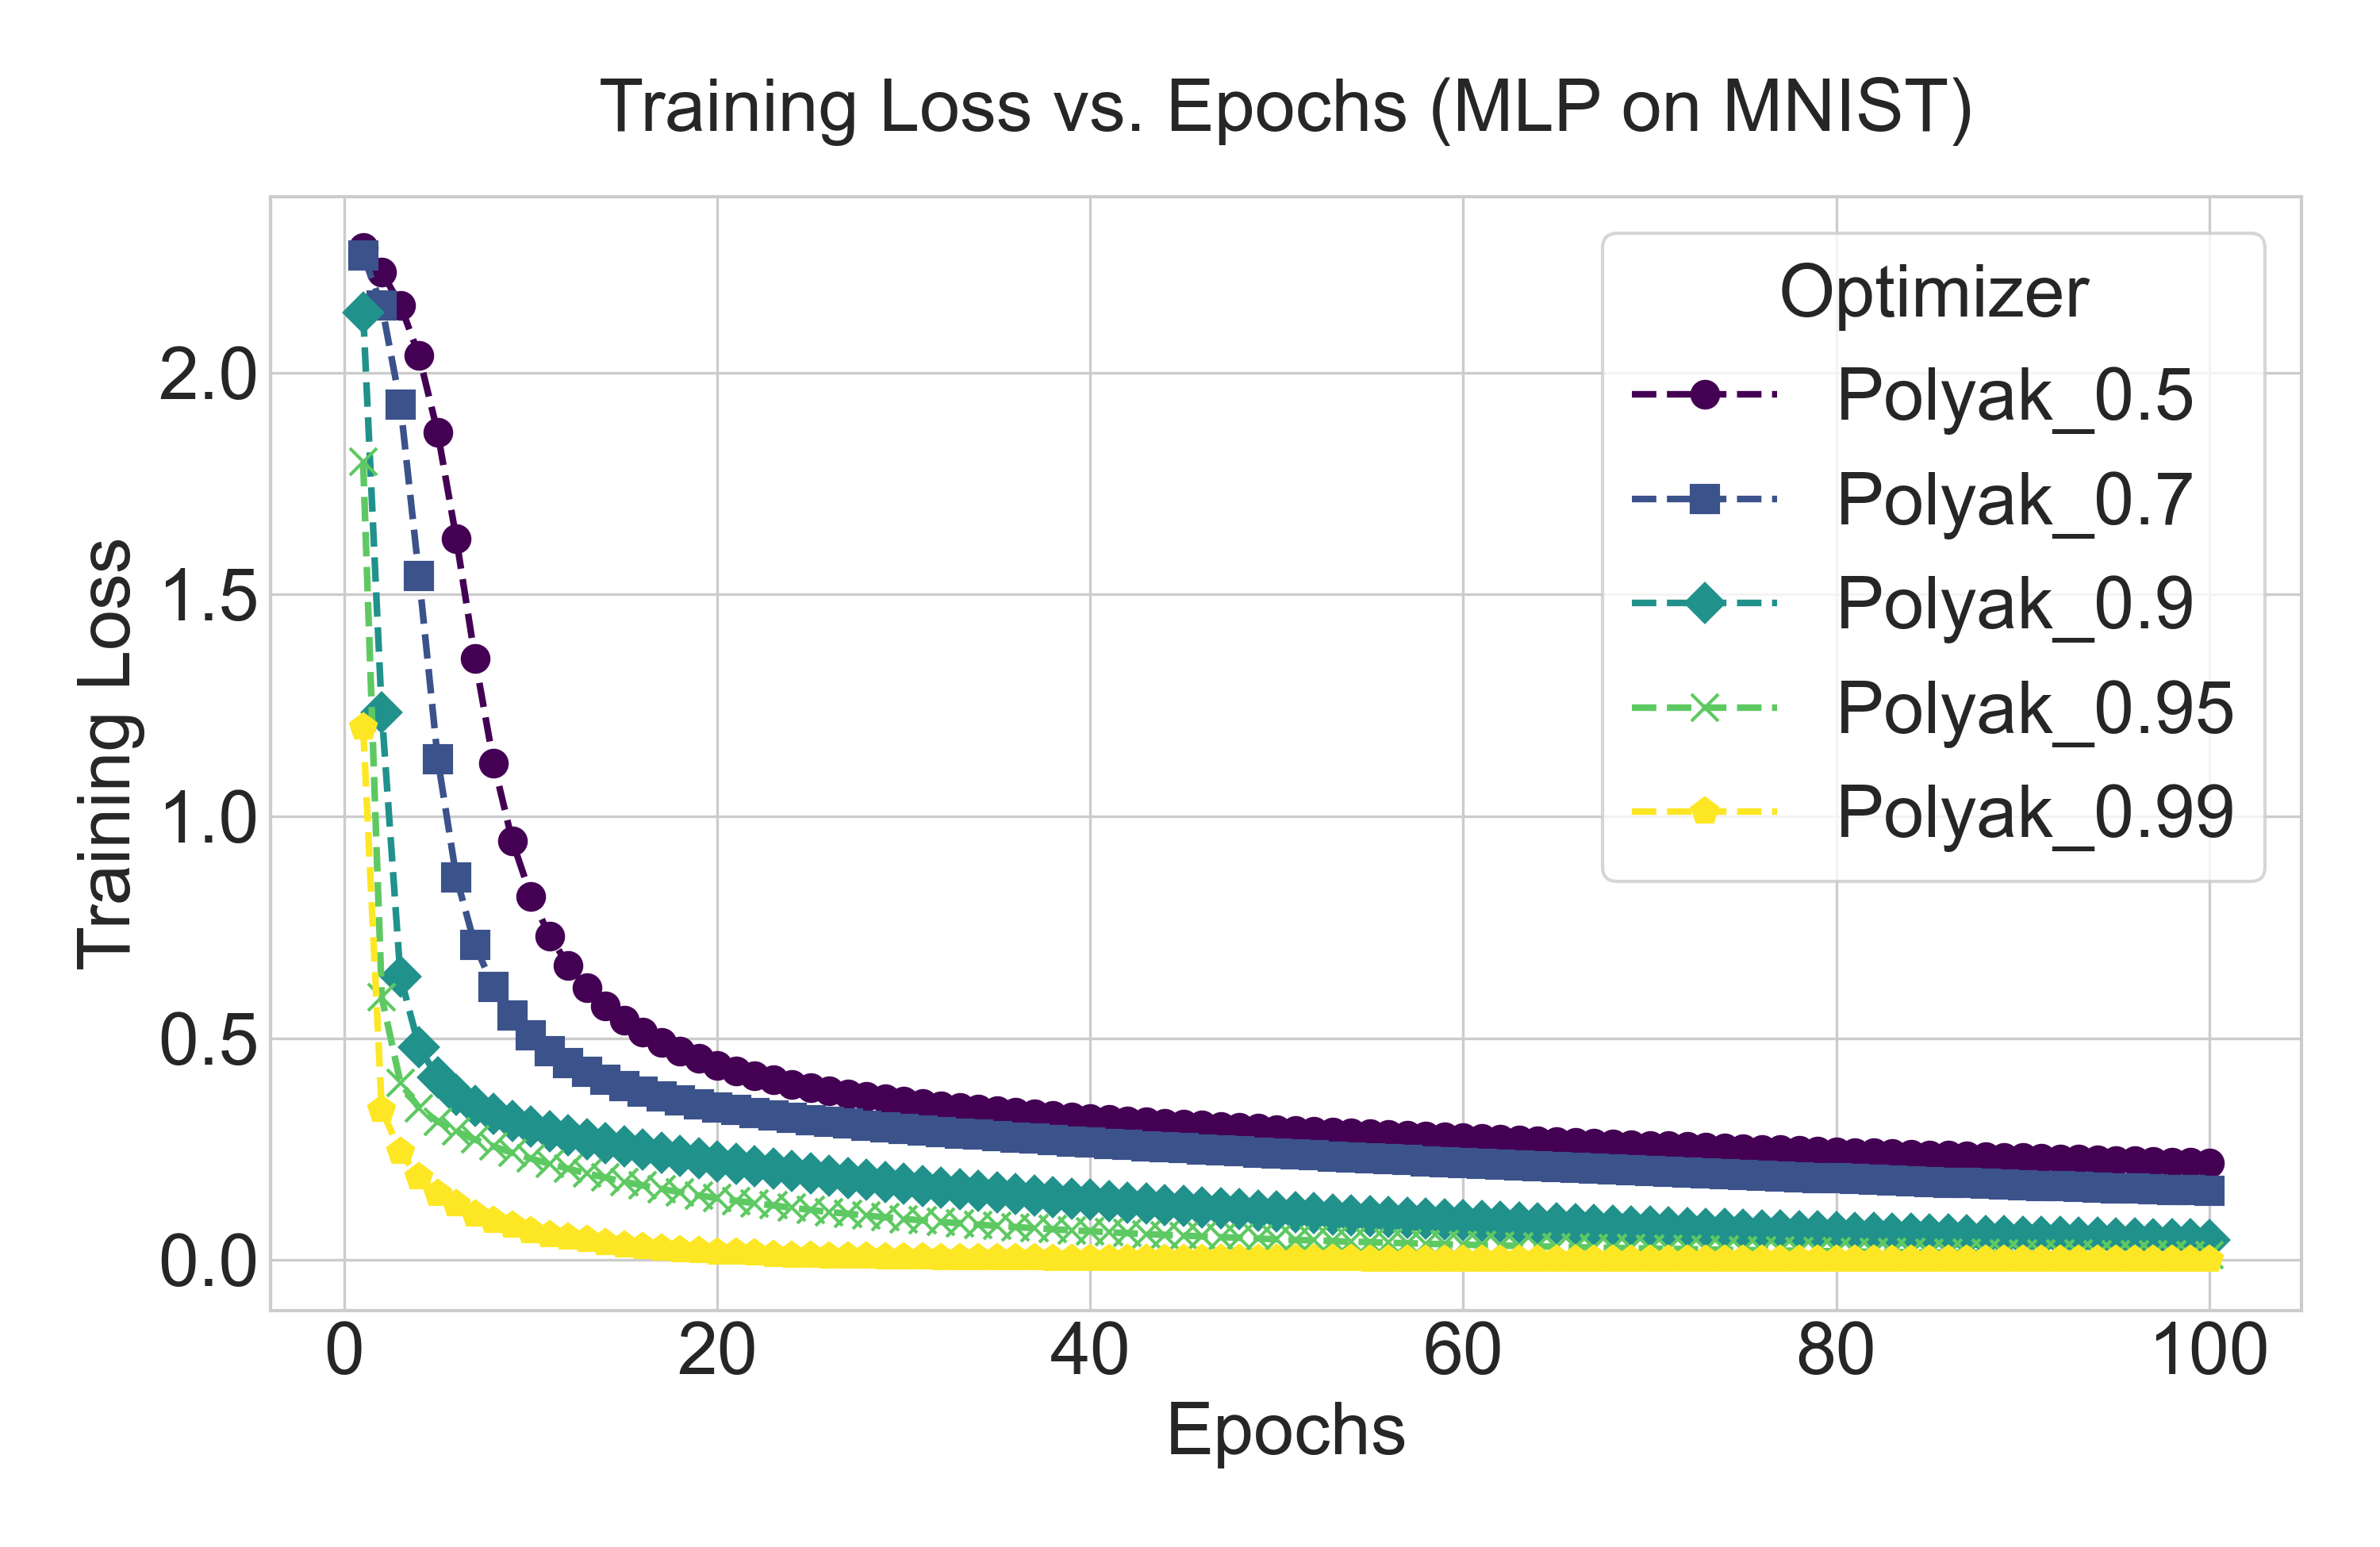 Training Loss vs. Epochs (MLP on MNIST)
Training Loss
2.0
1.5
1.0
0.5
0.0
0 20 40 60 80 100
Epochs
Optimizer
Polyak_0.5
Polyak_0.7
Polyak_0.9
Polyak_0.95
Polyak_0.99